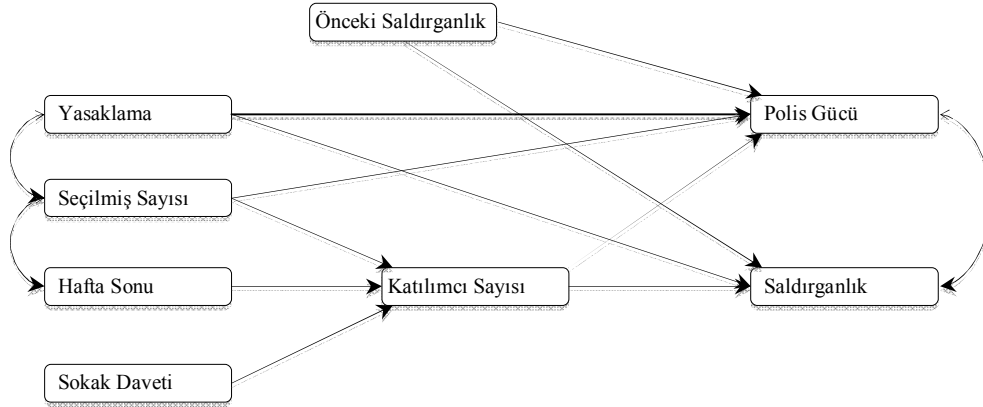 Önceki Saldırganlık
Yasaklama
Polis Gücü
Seçilmiş Sayısı
Hafta Sonu
Katılımcı Sayısı
Saldırganlık
Sokak Daveti